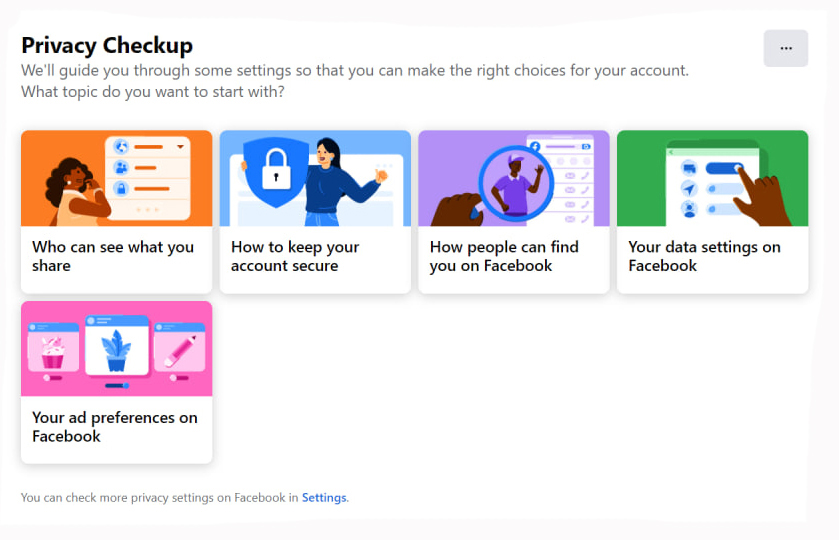 Privacy Checkup
We'll guide you through some settings so that you can make the right choices for your account.
What topic do you want to start with?
Who can see what you
share
How to keep your
account secure
How people can find
you on Facebook
Your data settings on
Facebook
Your ad preferences on
Facebook
You can check more privacy settings on Facebook in Settings.